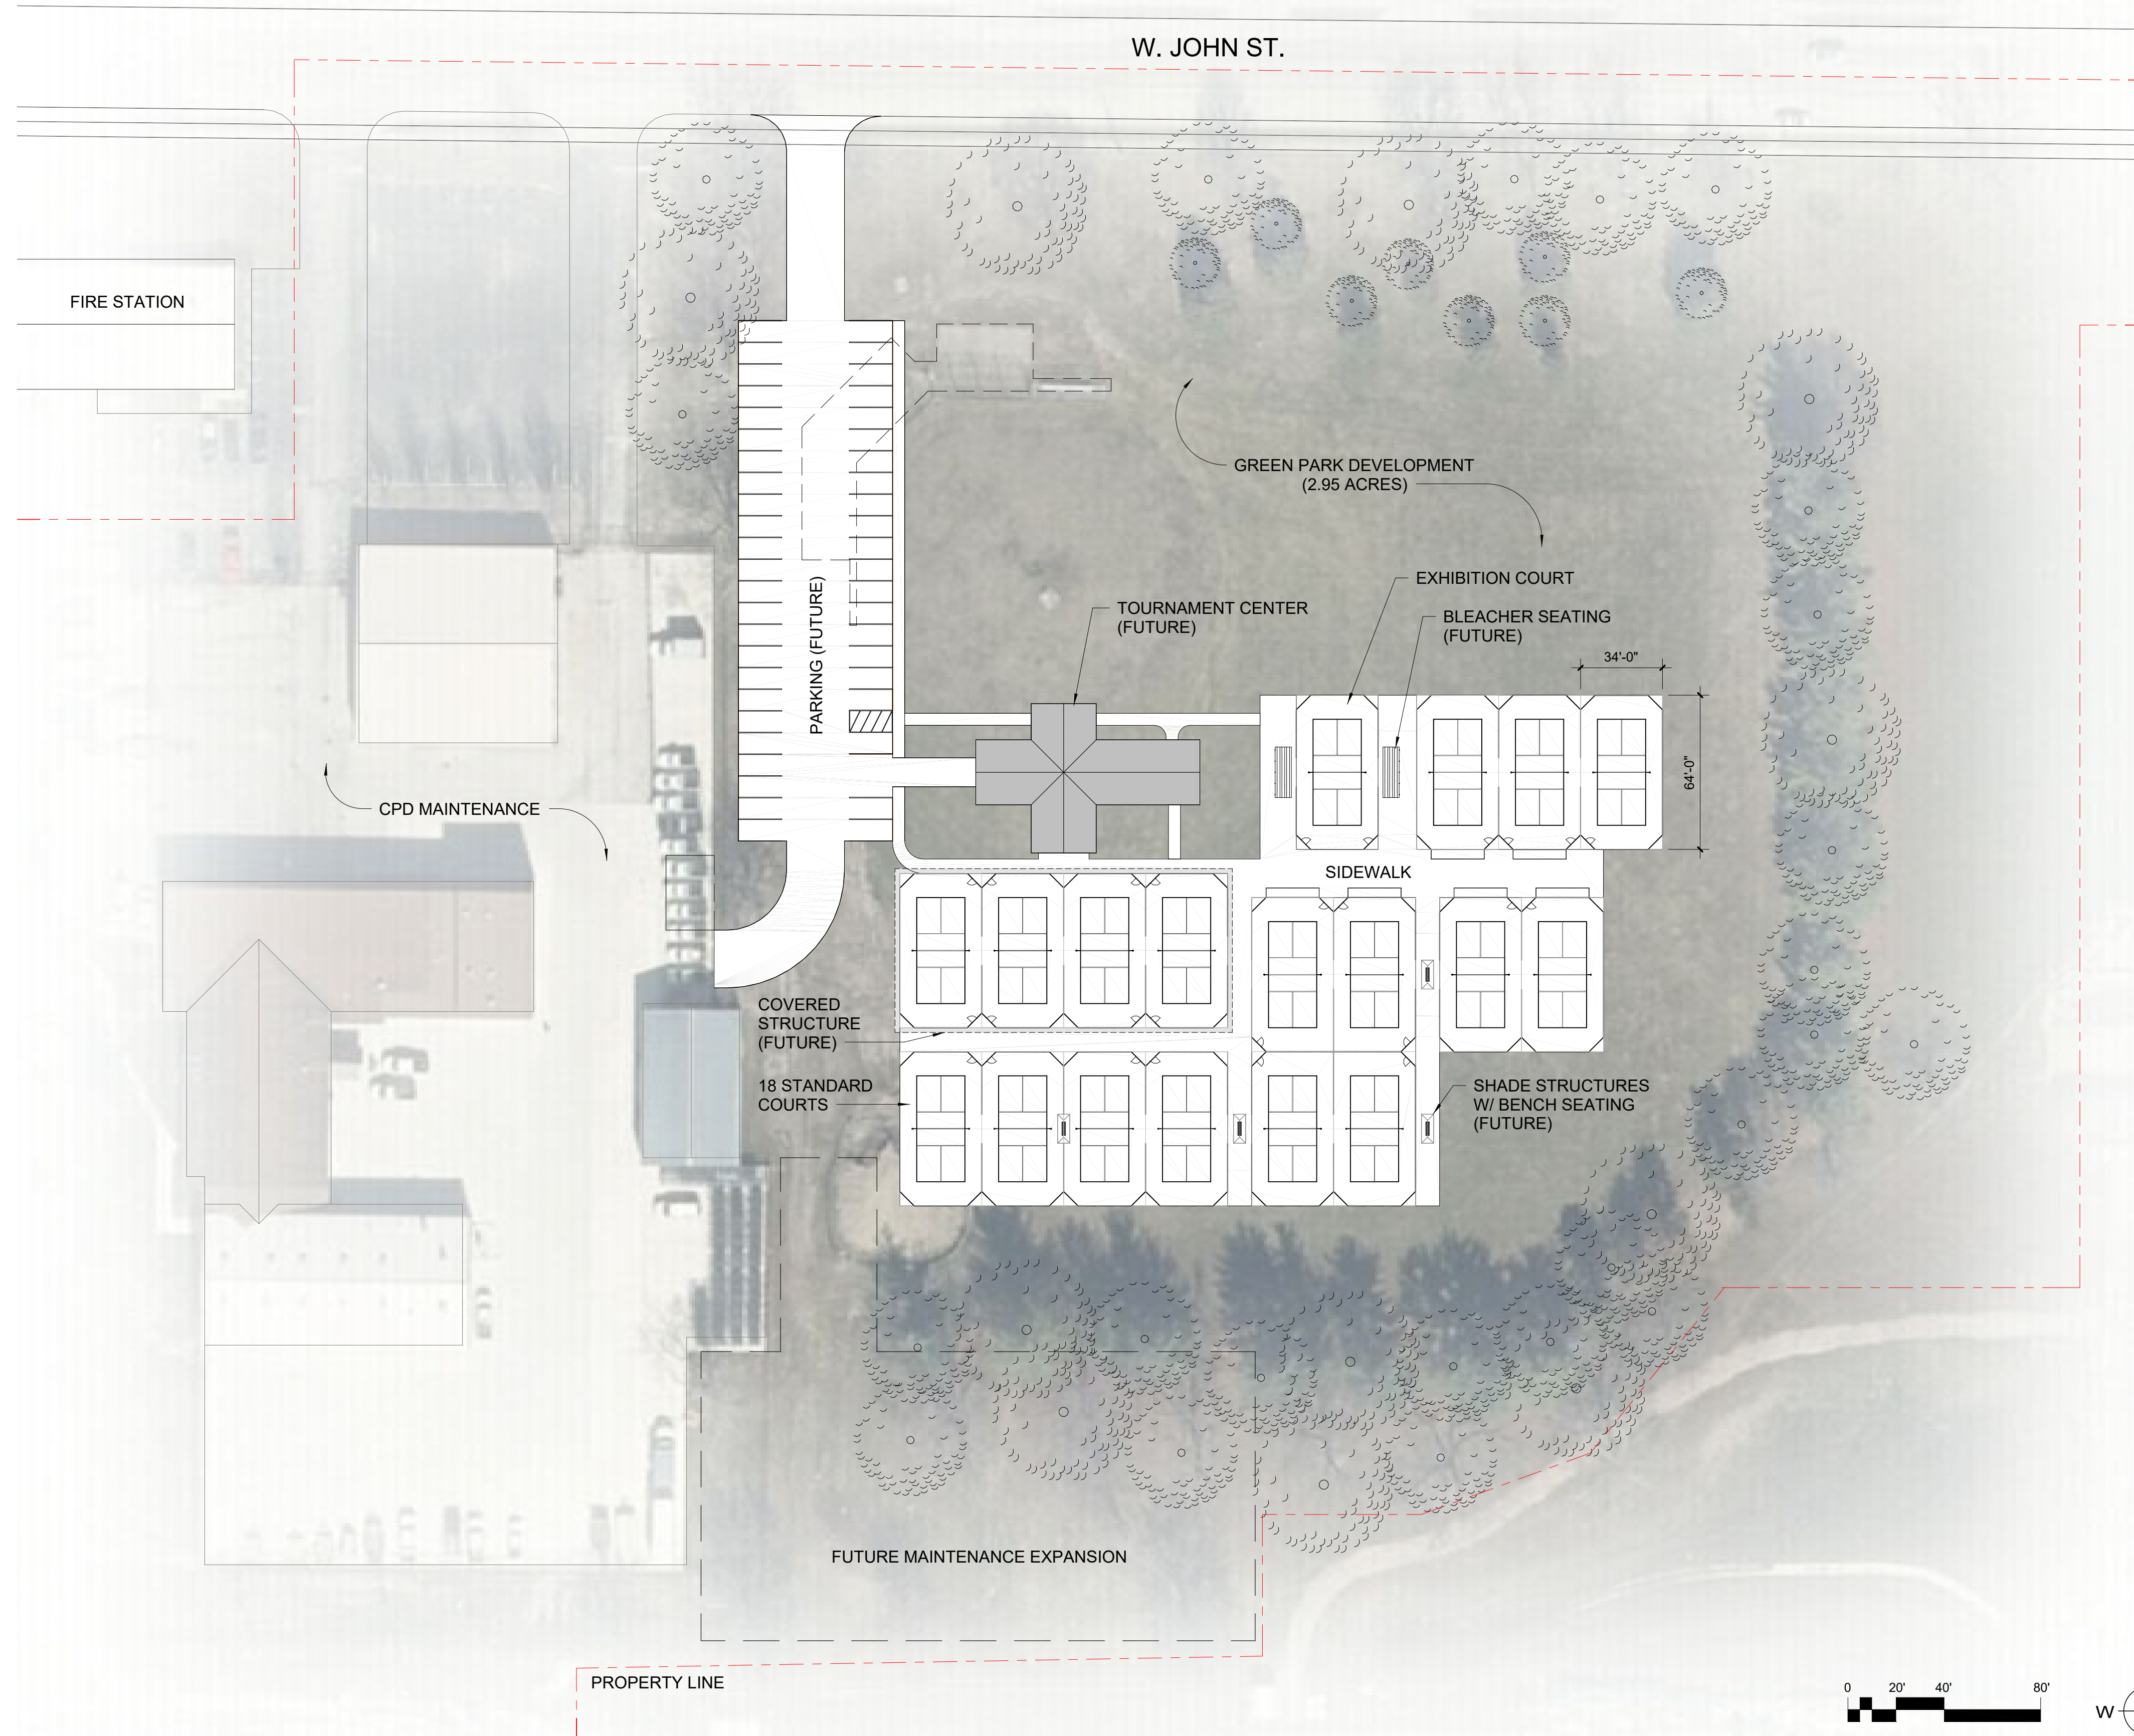 W. JOHN ST.
FIRE STATION
GREEN PARK DEVELOPMENT
(2.95 ACRES)
EXHIBITION COURT
TOURNAMENT CENTER
(FUTURE)
BLEACHER SEATING
(FUTURE)
34'-0"
64'-0"
PARKING (FUTURE)
CPD MAINTENANCE
SIDEWALK
COVERED
STRUCTURE
(FUTURE)
18 STANDARD
COURTS
SHADE STRUCTURES
W/ BENCH SEATING
(FUTURE)
FUTURE MAINTENANCE EXPANSION
PROPERTY LINE
0 20' 40' 80'
W